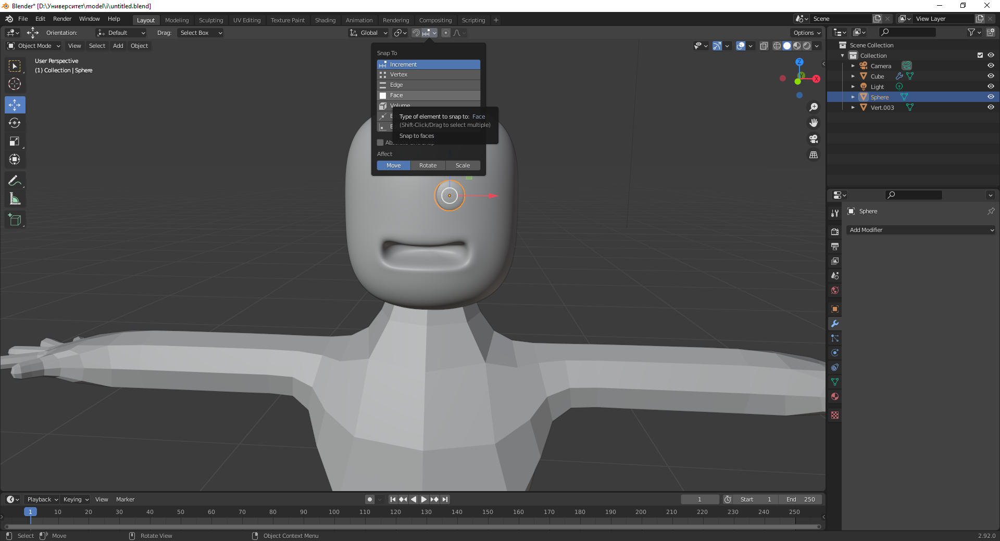 Blender* [D:\Университет\model\i\untitled.blend]
File Edit Render Window Help Layout Modeling Sculpting UV Editing Texture Paint Shading Animation Rendering Compositing Scripting + Scene View Layer
Orientation: Default Drag: Select Box Global Options
Object Mode View Select Add Object
User Perspective
(1) Collection | Sphere
Snap To
Increment
Vertex
Edge
Face
Volume
Type of element to snap to: Face
(Shift-Click/Drag to select multiple)
Snap to faces
Affect
Move Rotate Scale
Z
Y
X
Scene Collection
Collection
Camera
Cube
Light
Sphere
Vert.003
Sphere
Add Modifier
Playback Keying View Marker 1 Start 1 End 250
1 10 20 30 40 50 60 70 80 90 100 110 120 130 140 150 160 170 180 190 200 210 220 230 240 250
Select Move Rotate View Object Context Menu 2.92.0